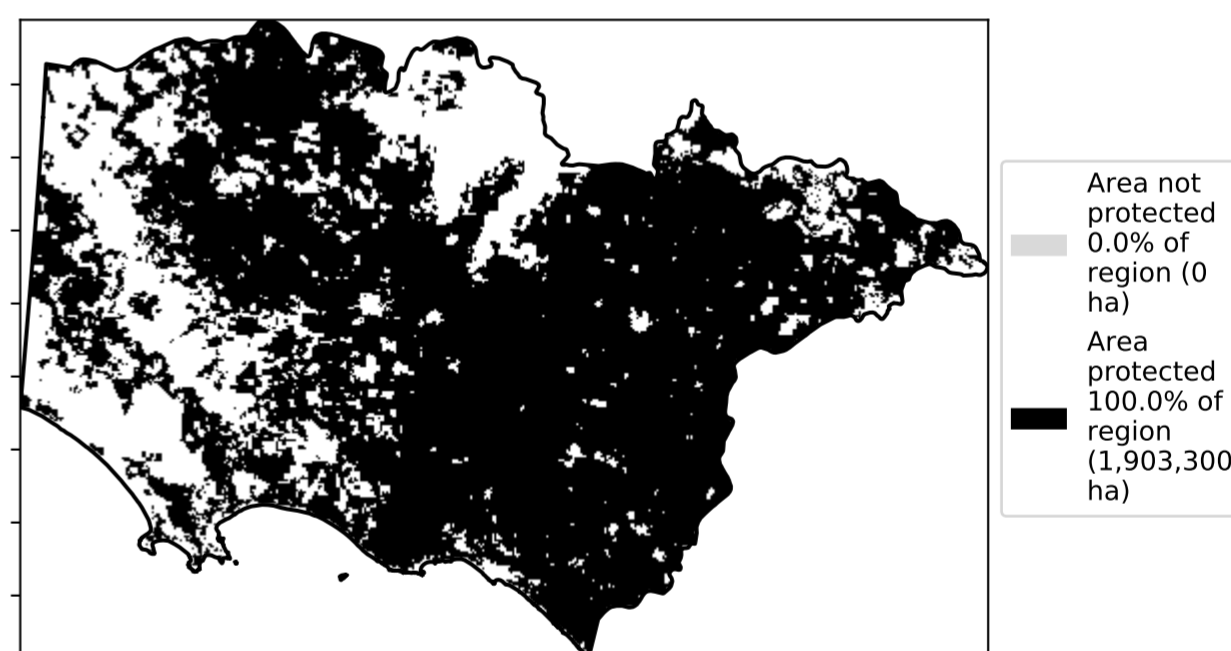 Area not
protected
0.0% of
region (0
ha)
Area
protected
100.0% of
region
(1,903,300
ha)